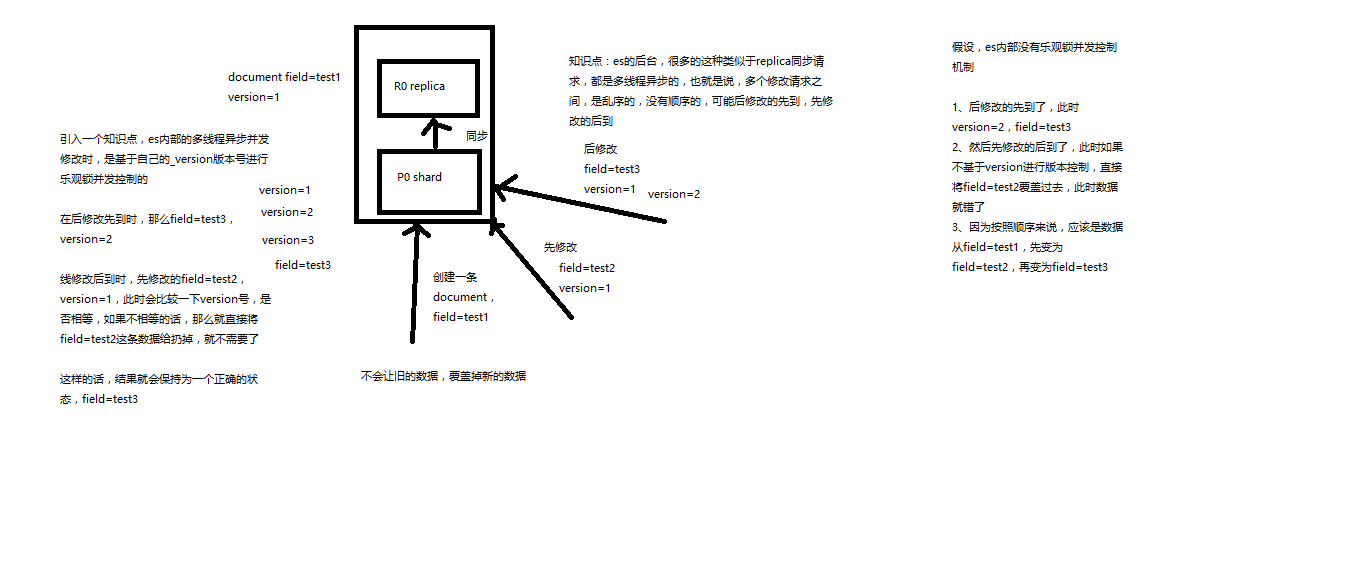 document field=test1
version=1
引入一个知识点，es内部的多线程异步并发
修改时，是基于自己的_version版本号进行
乐观锁并发控制的
在后修改先到时，那么field=test3，
version=2
线修改后到时，先修改的field=test2，
version=1，此时会比较一下version号，是
否相等，如果不相等的话，那么就直接将
field=test2这条数据给扔掉，就不需要了
这样的话，结果就会保持为一个正确的状
态，field=test3
version=1
version=2
version=3
field=test3
R0 replica
同步
P0 shard
创建一条
document，
field=test1
不会让旧的数据，覆盖掉新的数据
知识点：es的后台，很多的这种类似于replica同步请
求，都是多线程异步的，也就是说，多个修改请求之
间，是乱序的，没有顺序的，可能后修改的先到，先修
改的后到
后修改
field=test3
version=1
version=2
先修改
field=test2
version=1
假设，es内部没有乐观锁并发控制
机制
1、后修改的先到了，此时
version=2，field=test3
2、然后先修改的后到了，此时如果
不基于version进行版本控制，直接
将field=test2覆盖过去，此时数据
就错了
3、因为按照顺序来说，应该是数据
从field=test1，先变为
field=test2，再变为field=test3